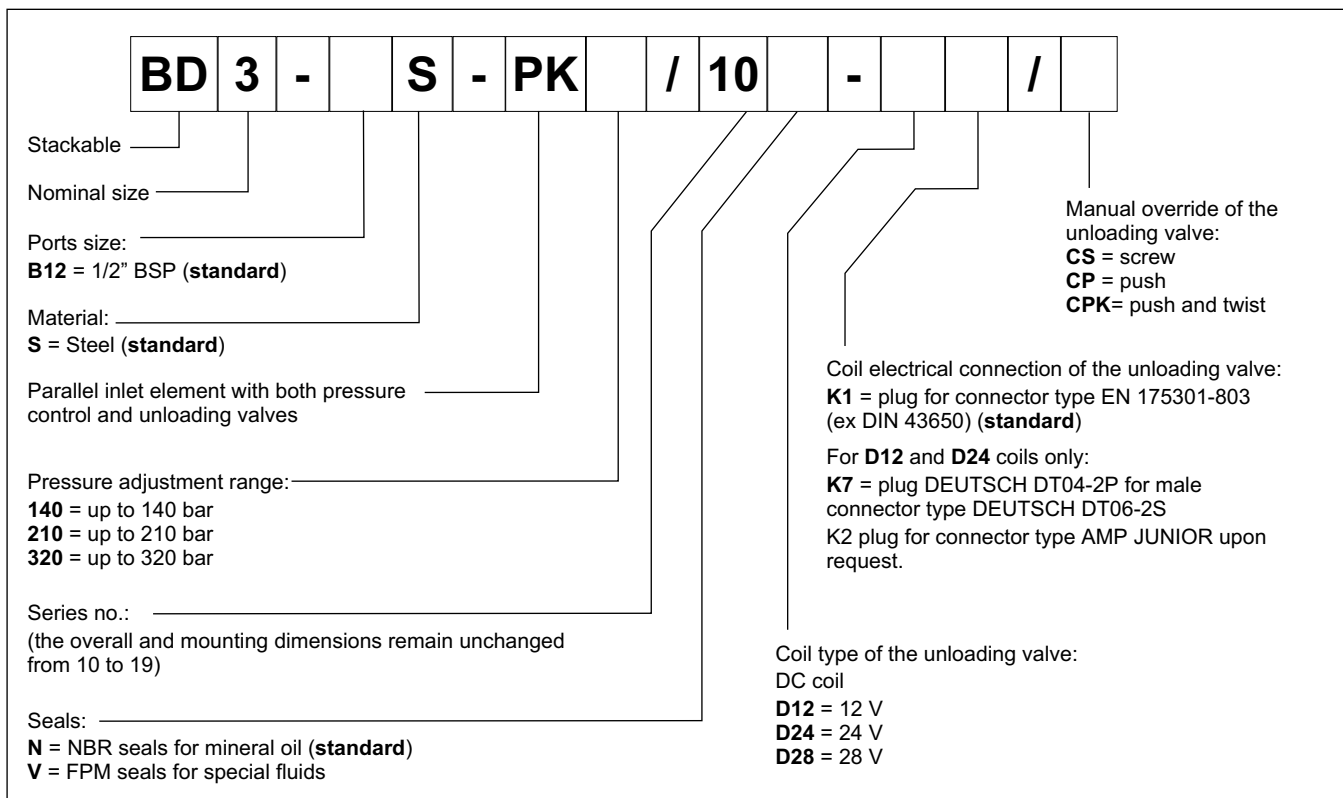 BD 3 - S - PK / 10 - /
Stackable
Nominal size
Ports size:
B12 = 1/2” BSP (standard)
Material:
S = Steel (standard)
Parallel inlet element with both pressure
control and unloading valves
Pressure adjustment range:
140 = up to 140 bar
210 = up to 210 bar
320 = up to 320 bar
Series no.:
(the overall and mounting dimensions remain unchanged
from 10 to 19)
Seals:
N = NBR seals for mineral oil (standard)
V = FPM seals for special fluids
Manual override of the
unloading valve:
CS = screw
CP = push
CPK= push and twist
Coil electrical connection of the unloading valve:
K1 = plug for connector type EN 175301-803
(ex DIN 43650) (standard)
For D12 and D24 coils only:
K7 = plug DEUTSCH DT04-2P for male
connector type DEUTSCH DT06-2S
K2 plug for connector type AMP JUNIOR upon
request.
Coil type of the unloading valve:
DC coil
D12 = 12 V
D24 = 24 V
D28 = 28 V